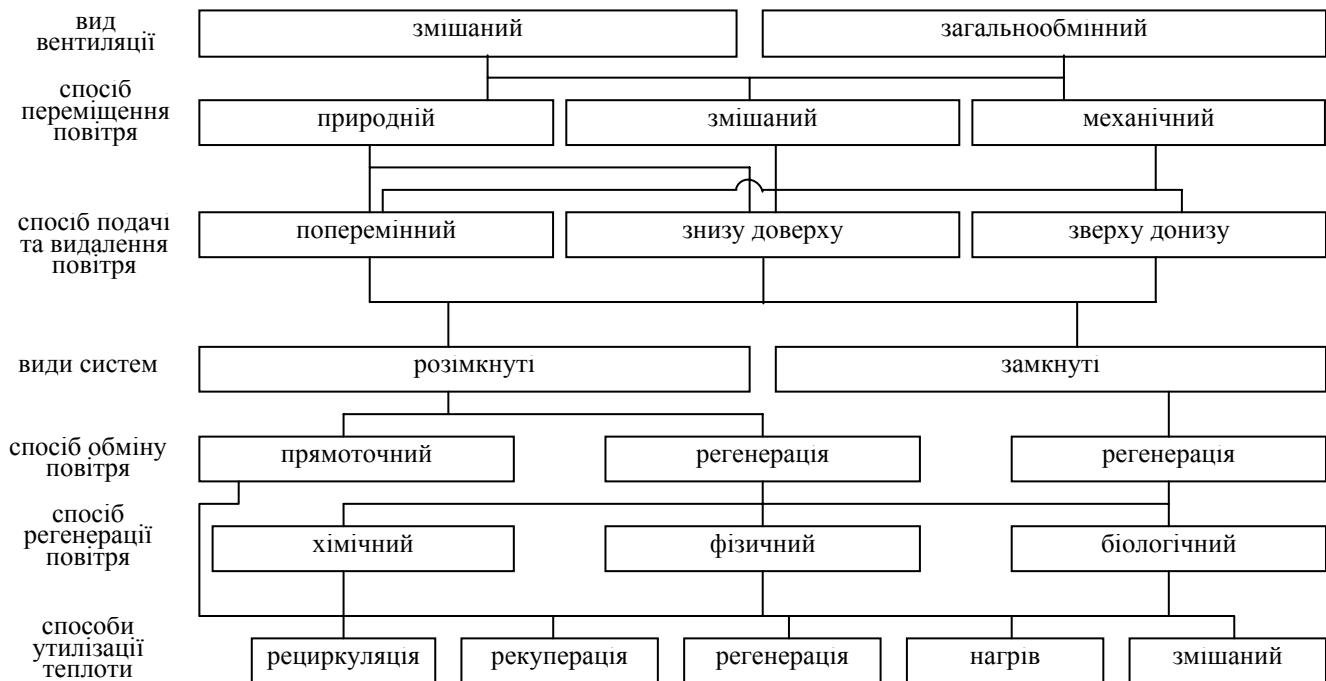 вид
вентиляції
змішаний
загальнообмінний
спосіб
переміщення
повітря
природній
змішаний
механічний
спосіб подачі
та видалення
повітря
поперемінний
знизу доверху
зверху донизу
види систем
розімкнуті
замкнуті
спосіб обміну
повітря
прямоточний
регенерація
регенерація
спосіб
регенерації
повітря
хімічний
фізичний
біологічний
способи
утилізації
теплоти
рециркуляція
рекуперація
регенерація
нагрів
змішаний